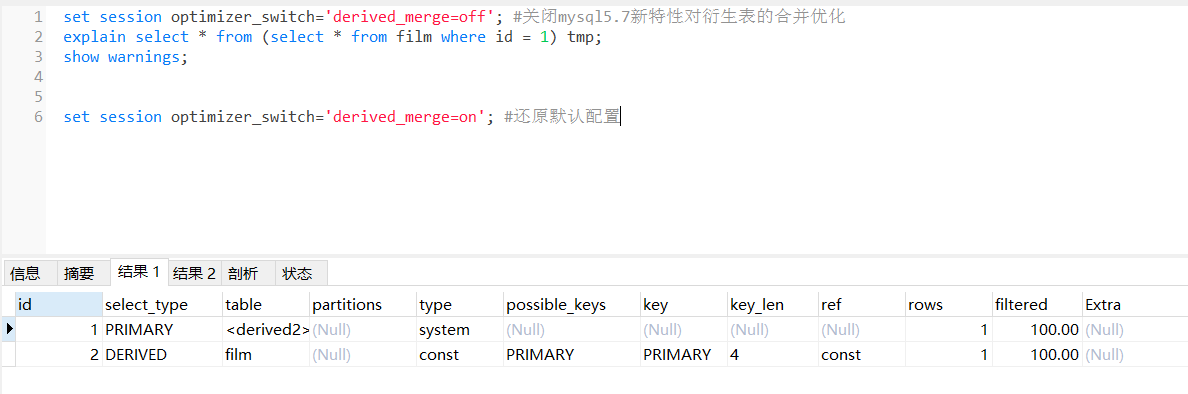 1 set session optimizer_switch='derived_merge=off'; #关闭mysql5.7新特性对衍生表的合并优化
2 explain select * from (select * from film where id = 1) tmp;
3 show warnings;
4
5
6 set session optimizer_switch='derived_merge=on'; #还原默认配置
信息 摘要 结果 1 结果 2 剖析 状态
id select_type table partitions type possible_keys key key_len ref rows filtered Extra
1 PRIMARY <derived2> (Null) system (Null) (Null) (Null) (Null) 1 100.00 (Null)
2 DERIVED film (Null) const PRIMARY PRIMARY 4 const 1 100.00 (Null)